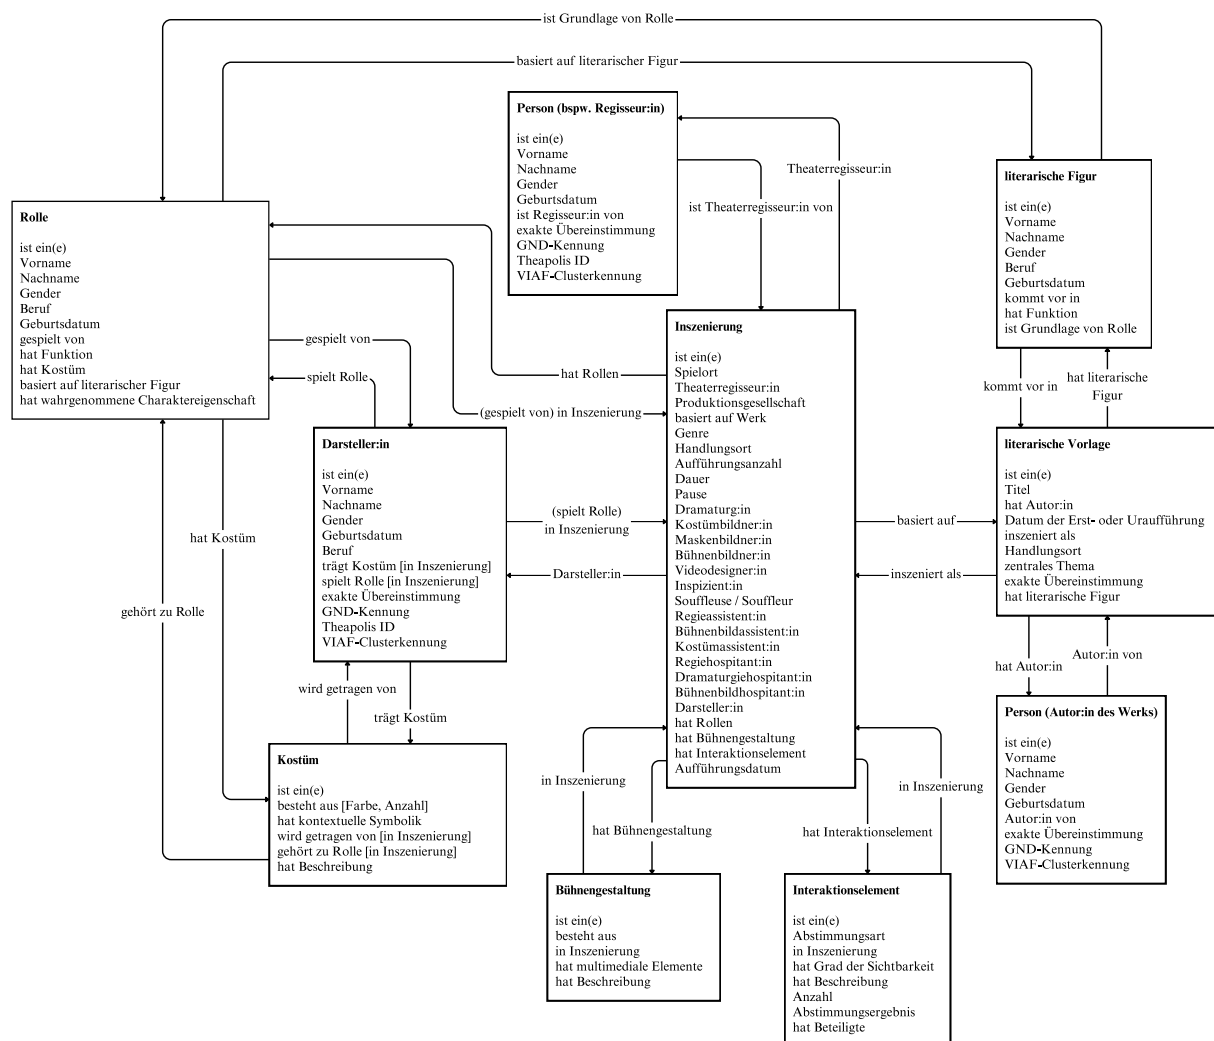 ist Grundlage von Rolle
basiert auf literarischer Figur
Person (bspw. Regisseur:in)
ist ein(e)
Vorname
Nachname
Gender
Geburtsdatum
ist Regisseur:in von
exakte Übereinstimmung
GND-Kennung
Theapolis ID
VIAF-Clusterkennung
Theaterregisseur:in
ist Theaterregisseur:in von
literarische Figur
ist ein(e)
Vorname
Nachname
Gender
Beruf
Geburtsdatum
kommt vor in
hat Funktion
ist Grundlage von Rolle
Rolle
ist ein(e)
Vorname
Nachname
Gender
Beruf
Geburtsdatum
gespielt von
hat Funktion
hat Kostüm
basiert auf literarischer Figur
hat wahrgenommene Charaktereigenschaft
gespielt von
spielt Rolle
hat Rollen
(gespielt von) in Inszenierung
Inszenierung
ist ein(e)
Spielort
Theaterregisseur:in
Produktionsgesellschaft
basiert auf Werk
Genre
Handlungsort
Aufführungsanzahl
Dauer
Pause
Dramaturg:in
Kostümbildner:in
Maskenbildner:in
Bühnenbildner:in
Videodesigner:in
Inspizient:in
Souffleuse / Souffleur
Regieassistent:in
Bühnenbildassistent:in
Kostümassistent:in
Regiehospitant:in
Dramaturgiehospitant:in
Bühnenbildhospitant:in
Darsteller:in
hat Rollen
hat Bühnengestaltung
hat Interaktionselement
Aufführungsdatum
kommt vor in
hat literarische
Figur
Darsteller:in
ist ein(e)
Vorname
Nachname
Gender
Geburtsdatum
Beruf
trägt Kostüm [in Inszenierung]
spielt Rolle [in Inszenierung]
exakte Übereinstimmung
GND-Kennung
Theapolis ID
VIAF-Clusterkennung
(spielt Rolle)
in Inszenierung
Darsteller:in
basiert auf
inszeniert als
literarische Vorlage
ist ein(e)
Titel
hat Autor:in
Datum der Erst- oder Uraufführung
inszeniert als
Handlungsort
zentrales Thema
exakte Übereinstimmung
hat literarische Figur
hat Kostüm
gehört zu Rolle
wird getragen von
trägt Kostüm
hat Autor:in
Autor:in von
Person (Autor:in des Werks)
ist ein(e)
Vorname
Nachname
Gender
Geburtsdatum
Autor:in von
exakte Übereinstimmung
GND-Kennung
VIAF-Clusterkennung
Kostüm
ist ein(e)
besteht aus [Farbe, Anzahl]
hat kontextuelle Symbolik
wird getragen von [in Inszenierung]
gehört zu Rolle [in Inszenierung]
hat Beschreibung
in Inszenierung
hat Bühnengestaltung
in Inszenierung
hat Interaktionselement
Bühnengestaltung
ist ein(e)
besteht aus
in Inszenierung
hat multimediale Elemente
hat Beschreibung
Interaktionselement
ist ein(e)
Abstimmungsart
in Inszenierung
hat Grad der Sichtbarkeit
hat Beschreibung
Anzahl
Abstimmungsergebnis
hat Beteiligte